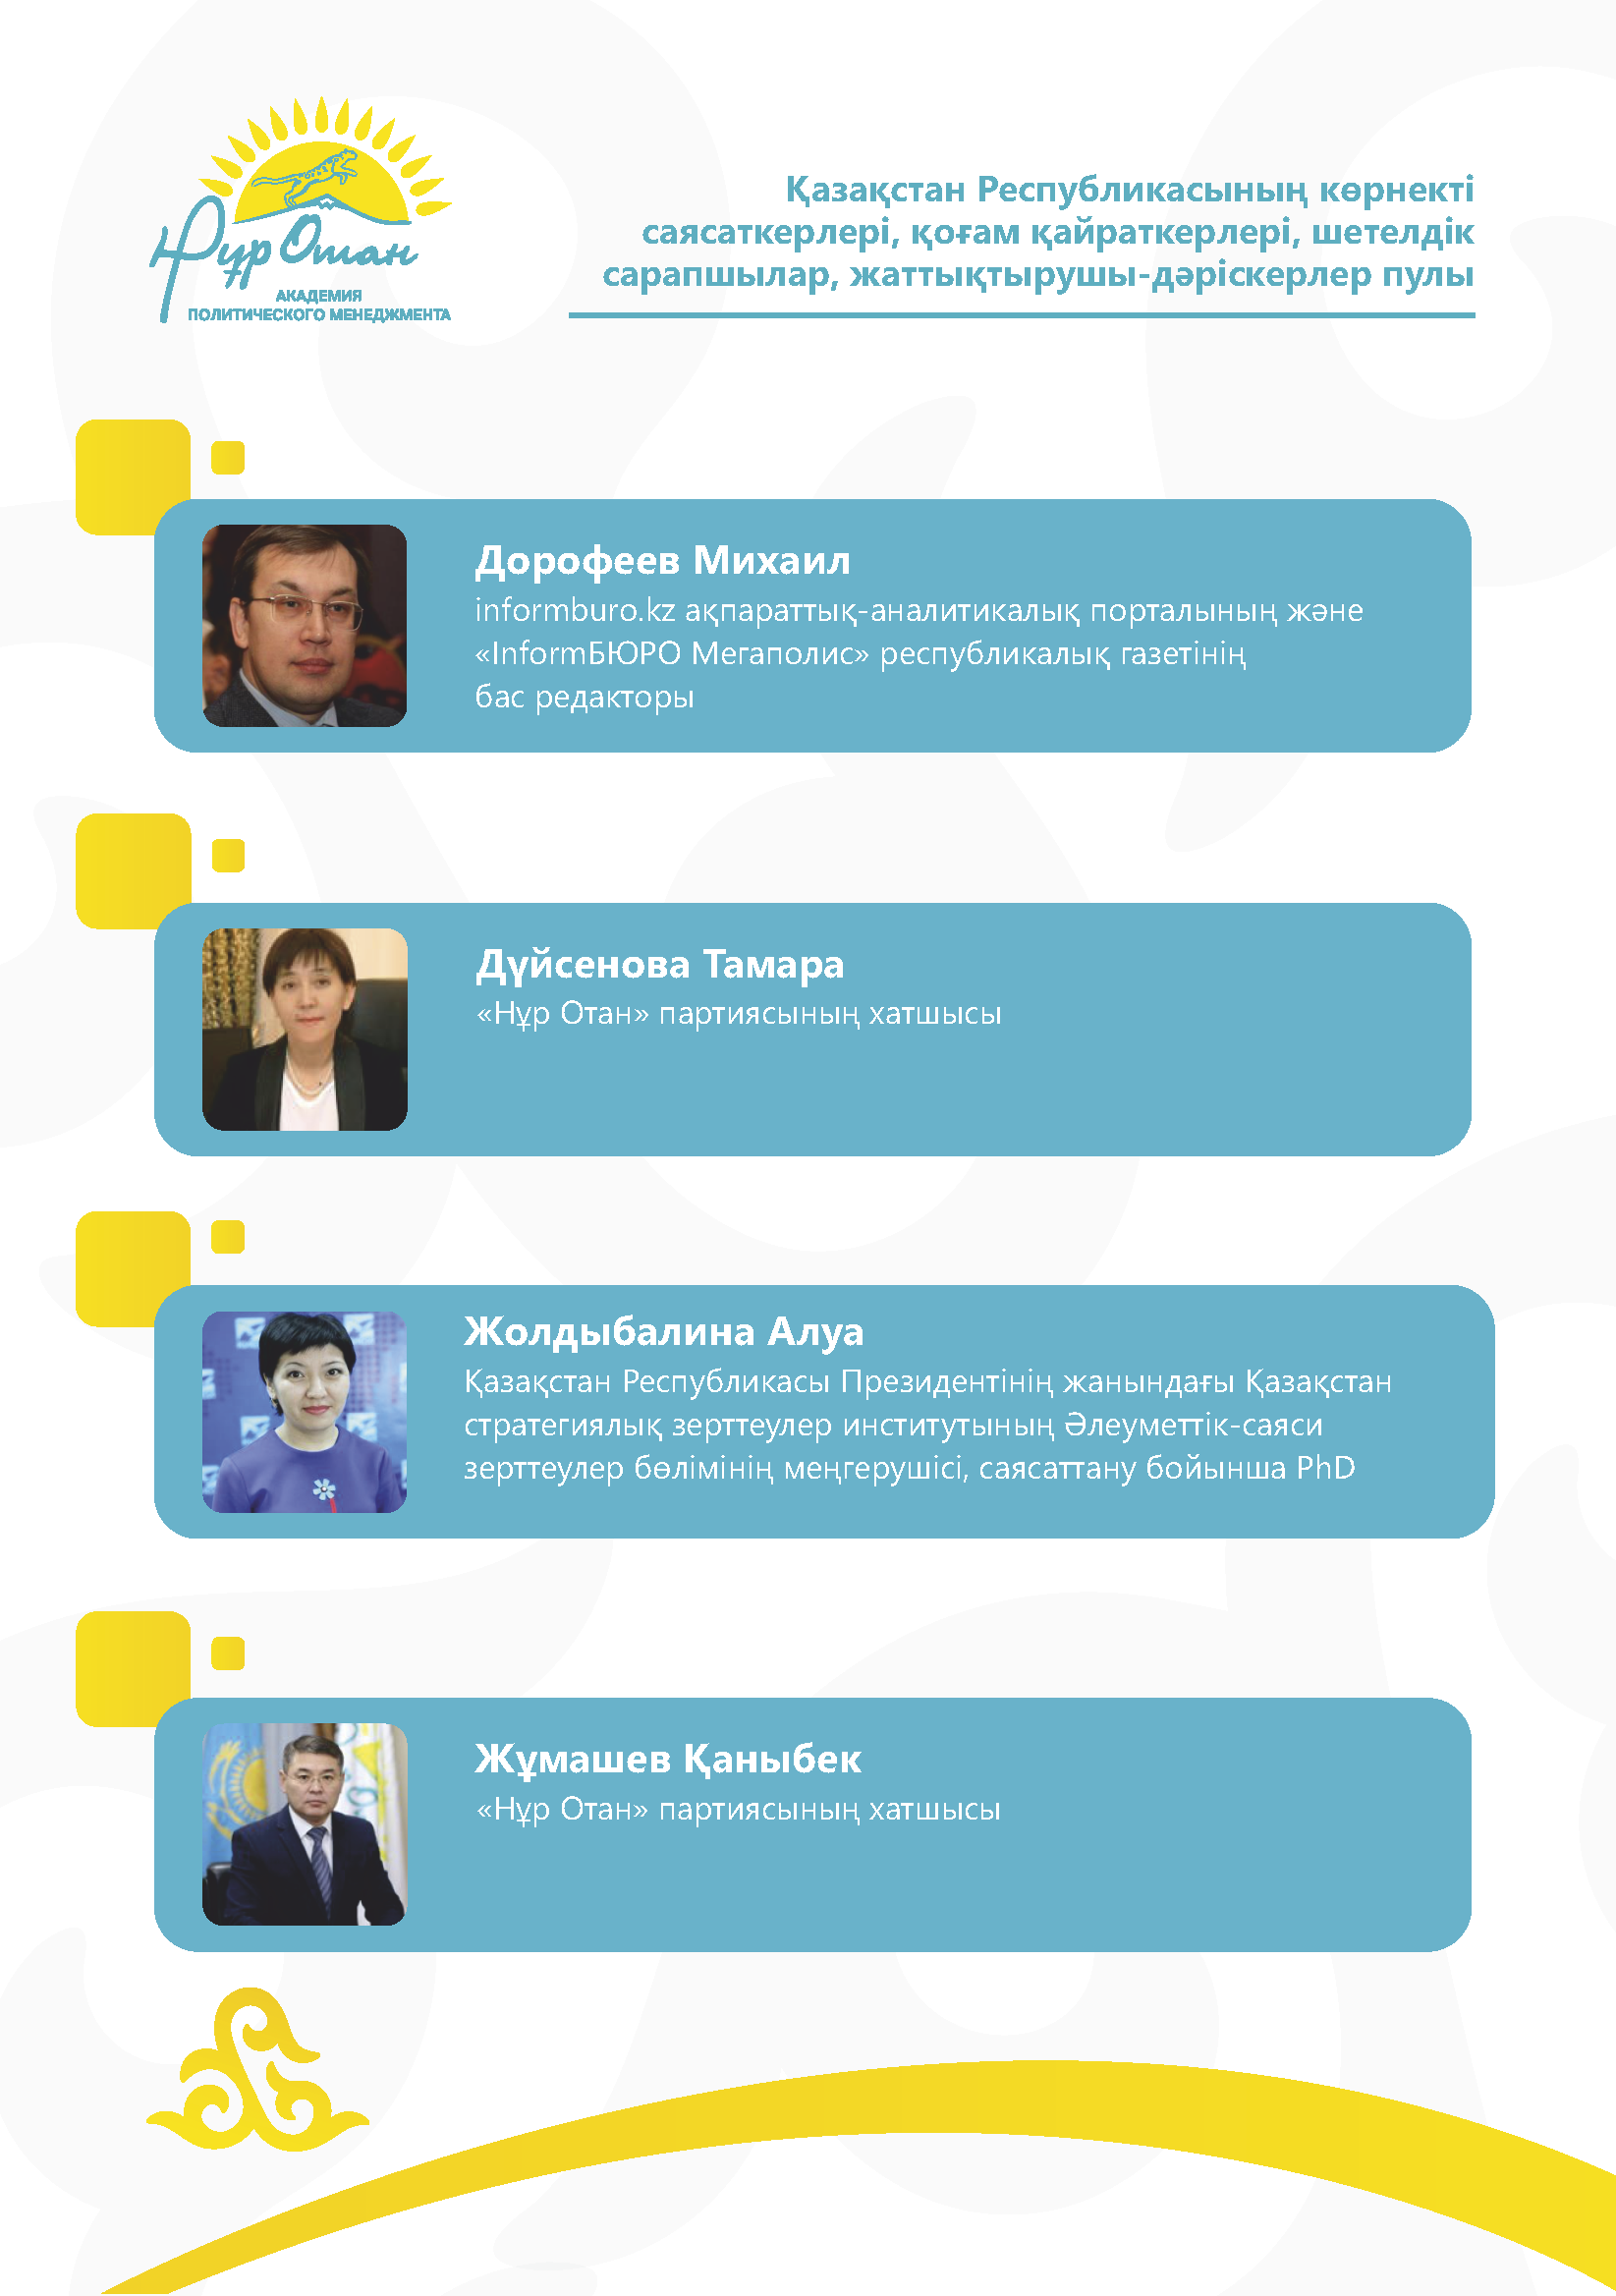 Нұр Отан
АКАДЕМИЯ
ПОЛИТИЧЕСКОГО МЕНЕДЖМЕНТА
Қазақстан Республикасының көрнекті
саясаткерлері, қоғам қайраткерлері, шетелдік
сарапшылар, жаттықтырушы-дәріскерлер пулы
Дорофеев Михаил
informburo.kz ақпараттық-аналитикалық порталының және
«InformБЮРО Мегаполис» республикалық газетінің
бас редакторы
Дүйсенова Тамара
«Нұр Отан» партиясының хатшысы
Жолдыбалина Алуа
Қазақстан Республикасы Президентінің жанындағы Қазақстан
стратегиялық зерттеулер институтының Әлеуметтік-саяси
зерттеулер бөлімінің меңгерушісі, саясаттану бойынша PhD
Жұмашев Қаныбек
«Нұр Отан» партиясының хатшысы